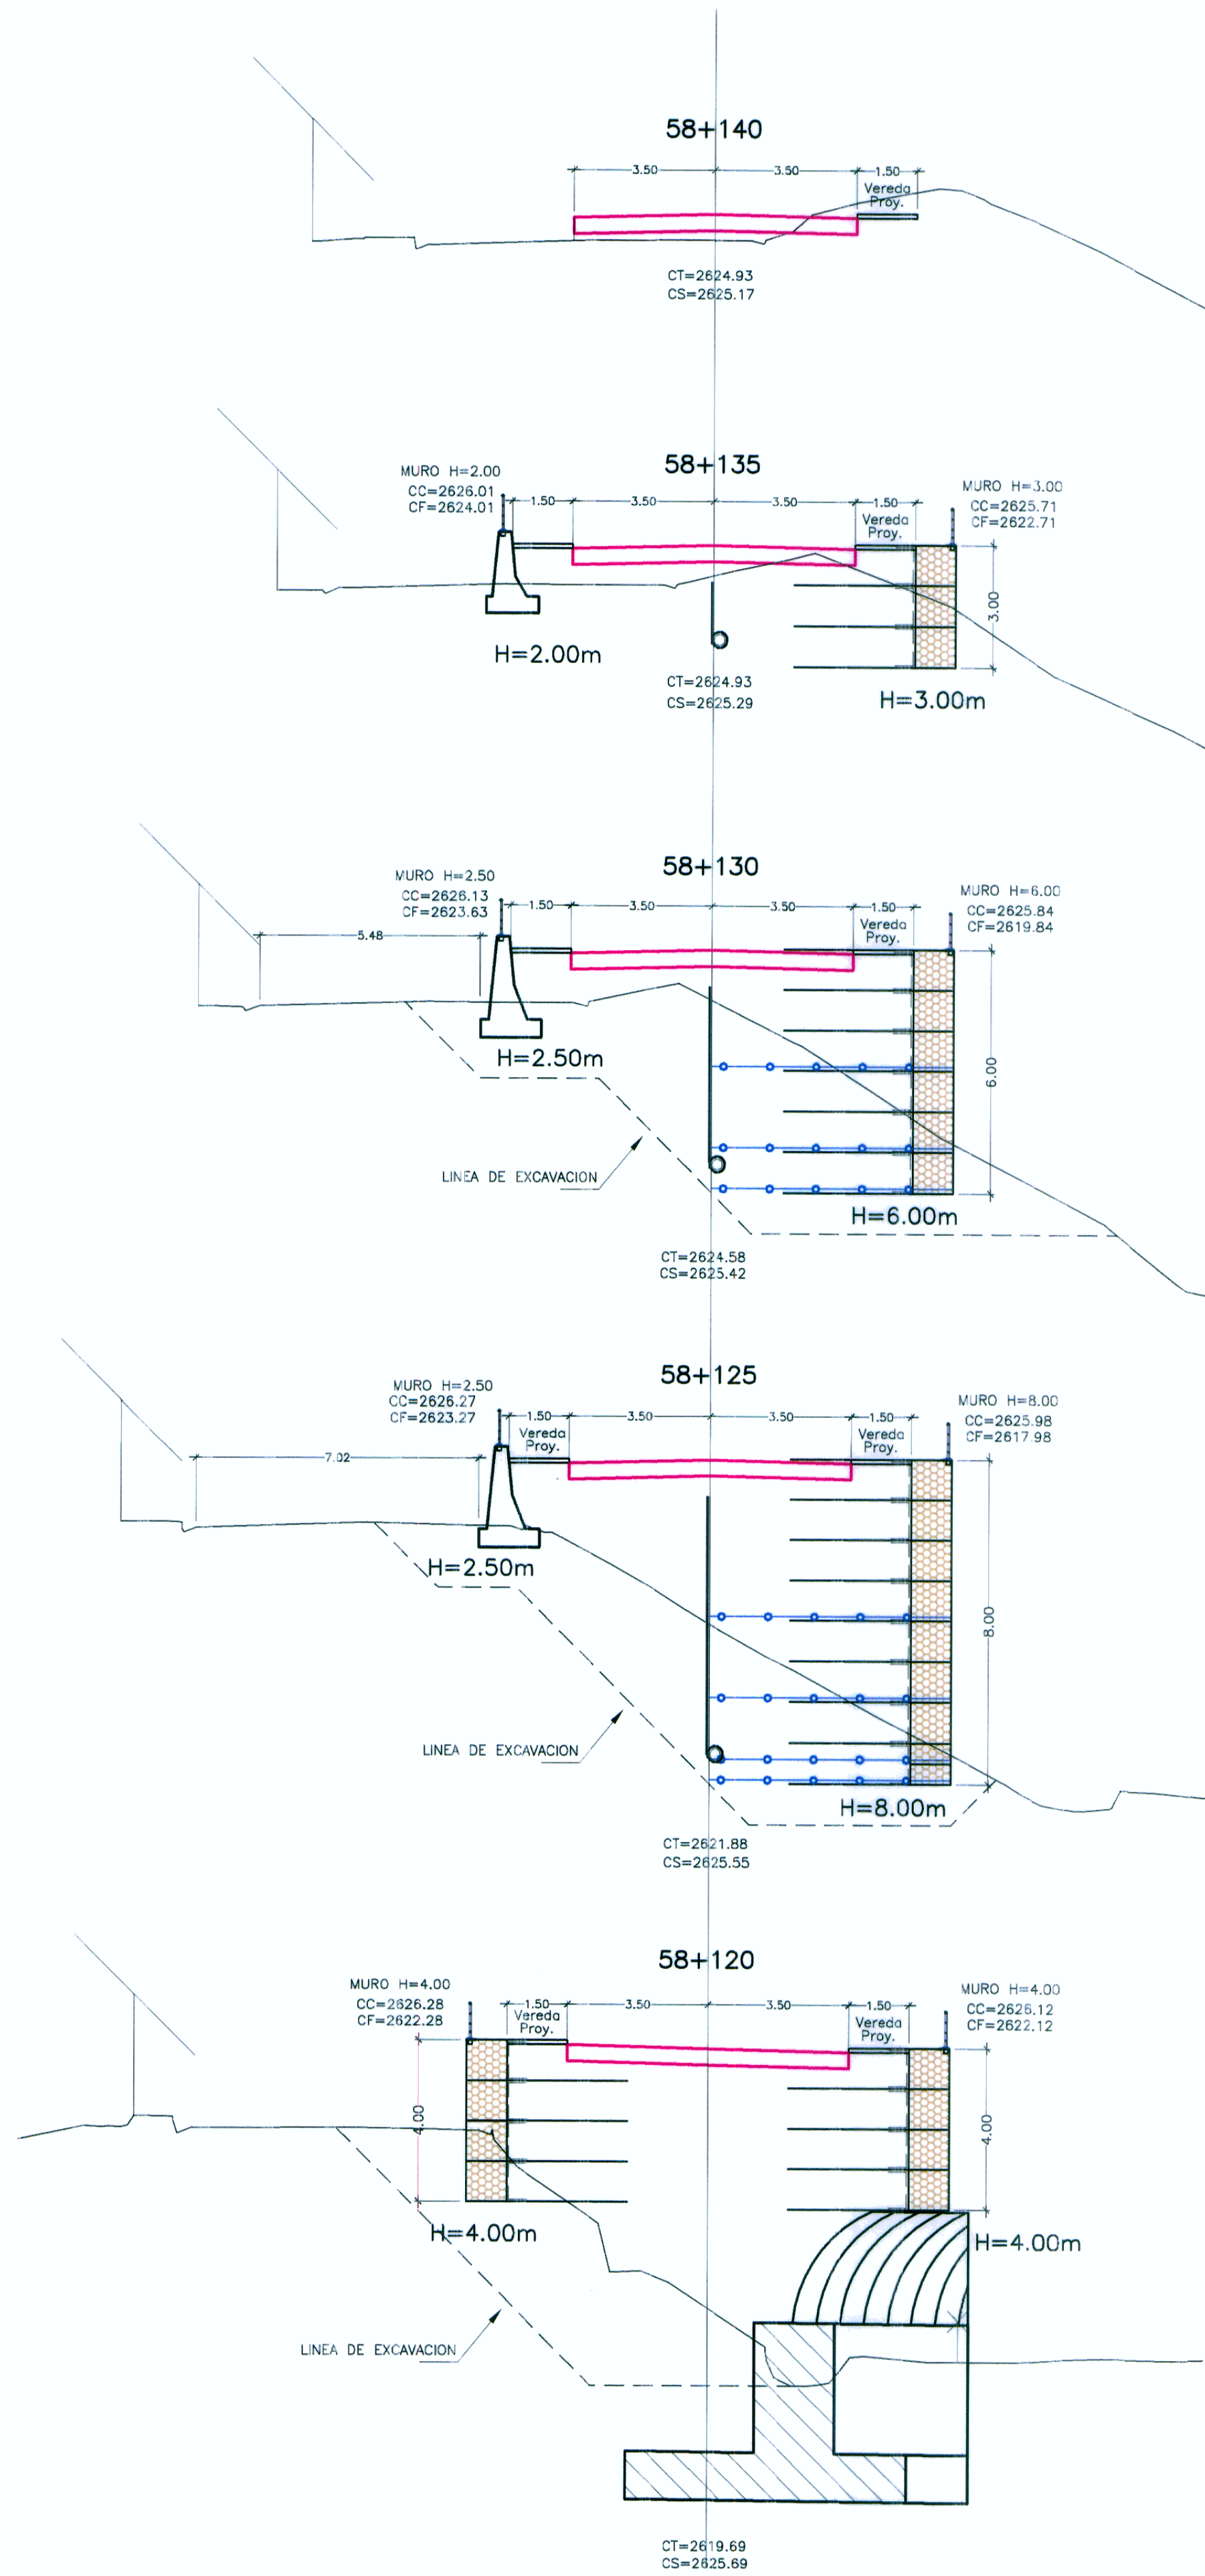 58+140
3.50 3.50 1.50
Vereda
Proy.
CT=2624.93
CS=2625.17
58+135
MURO H=2.00
CC=2626.01
CF=2624.01
1.50 3.50 3.50 1.50
Vereda
Proy.
MURO H=3.00
CC=2625.71
CF=2622.71
3.00
H=2.00m
CT=2624.93
CS=2625.29
H=3.00m
58+130
MURO H=2.50
CC=2626.13
CF=2623.63
5.48
1.50 3.50 3.50 1.50
Vereda
Proy.
MURO H=6.00
CC=2625.84
CF=2619.84
6.00
H=2.50m
LINEA DE EXCAVACION
H=6.00m
CT=2624.58
CS=2625.42
58+125
MURO H=2.50
CC=2626.27
CF=2623.27
7.02
1.50 3.50 3.50 1.50
Vereda
Proy.
Vereda
Proy.
MURO H=8.00
CC=2625.98
CF=2617.98
8.00
H=2.50m
LINEA DE EXCAVACION
H=8.00m
CT=2621.88
CS=2625.55
58+120
MURO H=4.00
CC=2626.28
CF=2622.28
1.50 3.50 3.50 1.50
Vereda
Proy.
Vereda
Proy.
MURO H=4.00
CC=2626.12
CF=2622.12
4.00
4.00
H=4.00m
H=4.00m
LINEA DE EXCAVACION
CT=2619.69
CS=2625.69